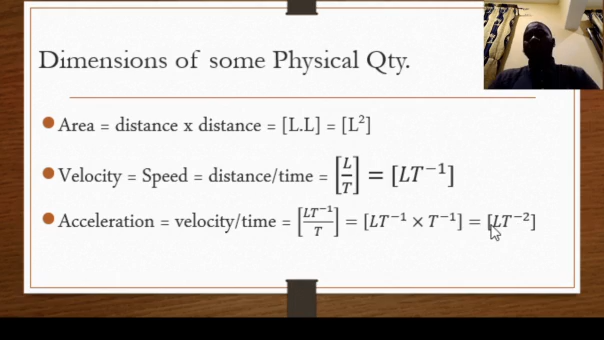 Dimensions of some Physical Qty.
Area = distance x distance = [L.L] = [L²]
Velocity = Speed = distance/time = [L/T] = [LT⁻¹]
Acceleration = velocity/time = [LT⁻¹/T] = [LT⁻¹ × T⁻¹] = [LT⁻²]